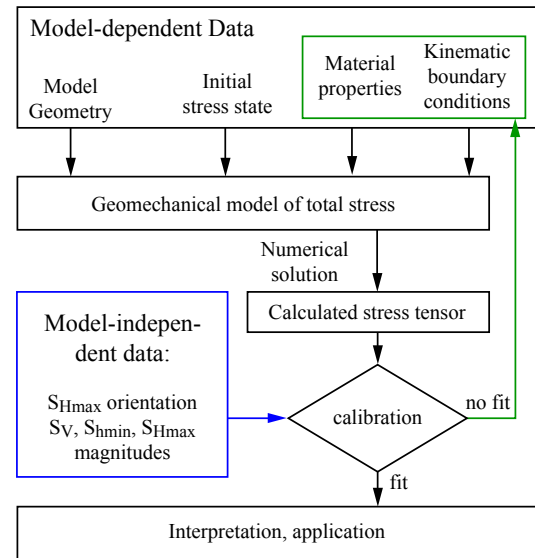 Model-dependent Data
Model
Geometry
Initial
stress state
Material
properties
Kinematic
boundary
conditions
Geomechanical model of total stress
Numerical
solution
Calculated stress tensor
Model-indepen-
dent data:
SHmax orientation
SV, Shmin, SHmax
magnitudes
calibration
no fit
fit
Interpretation, application